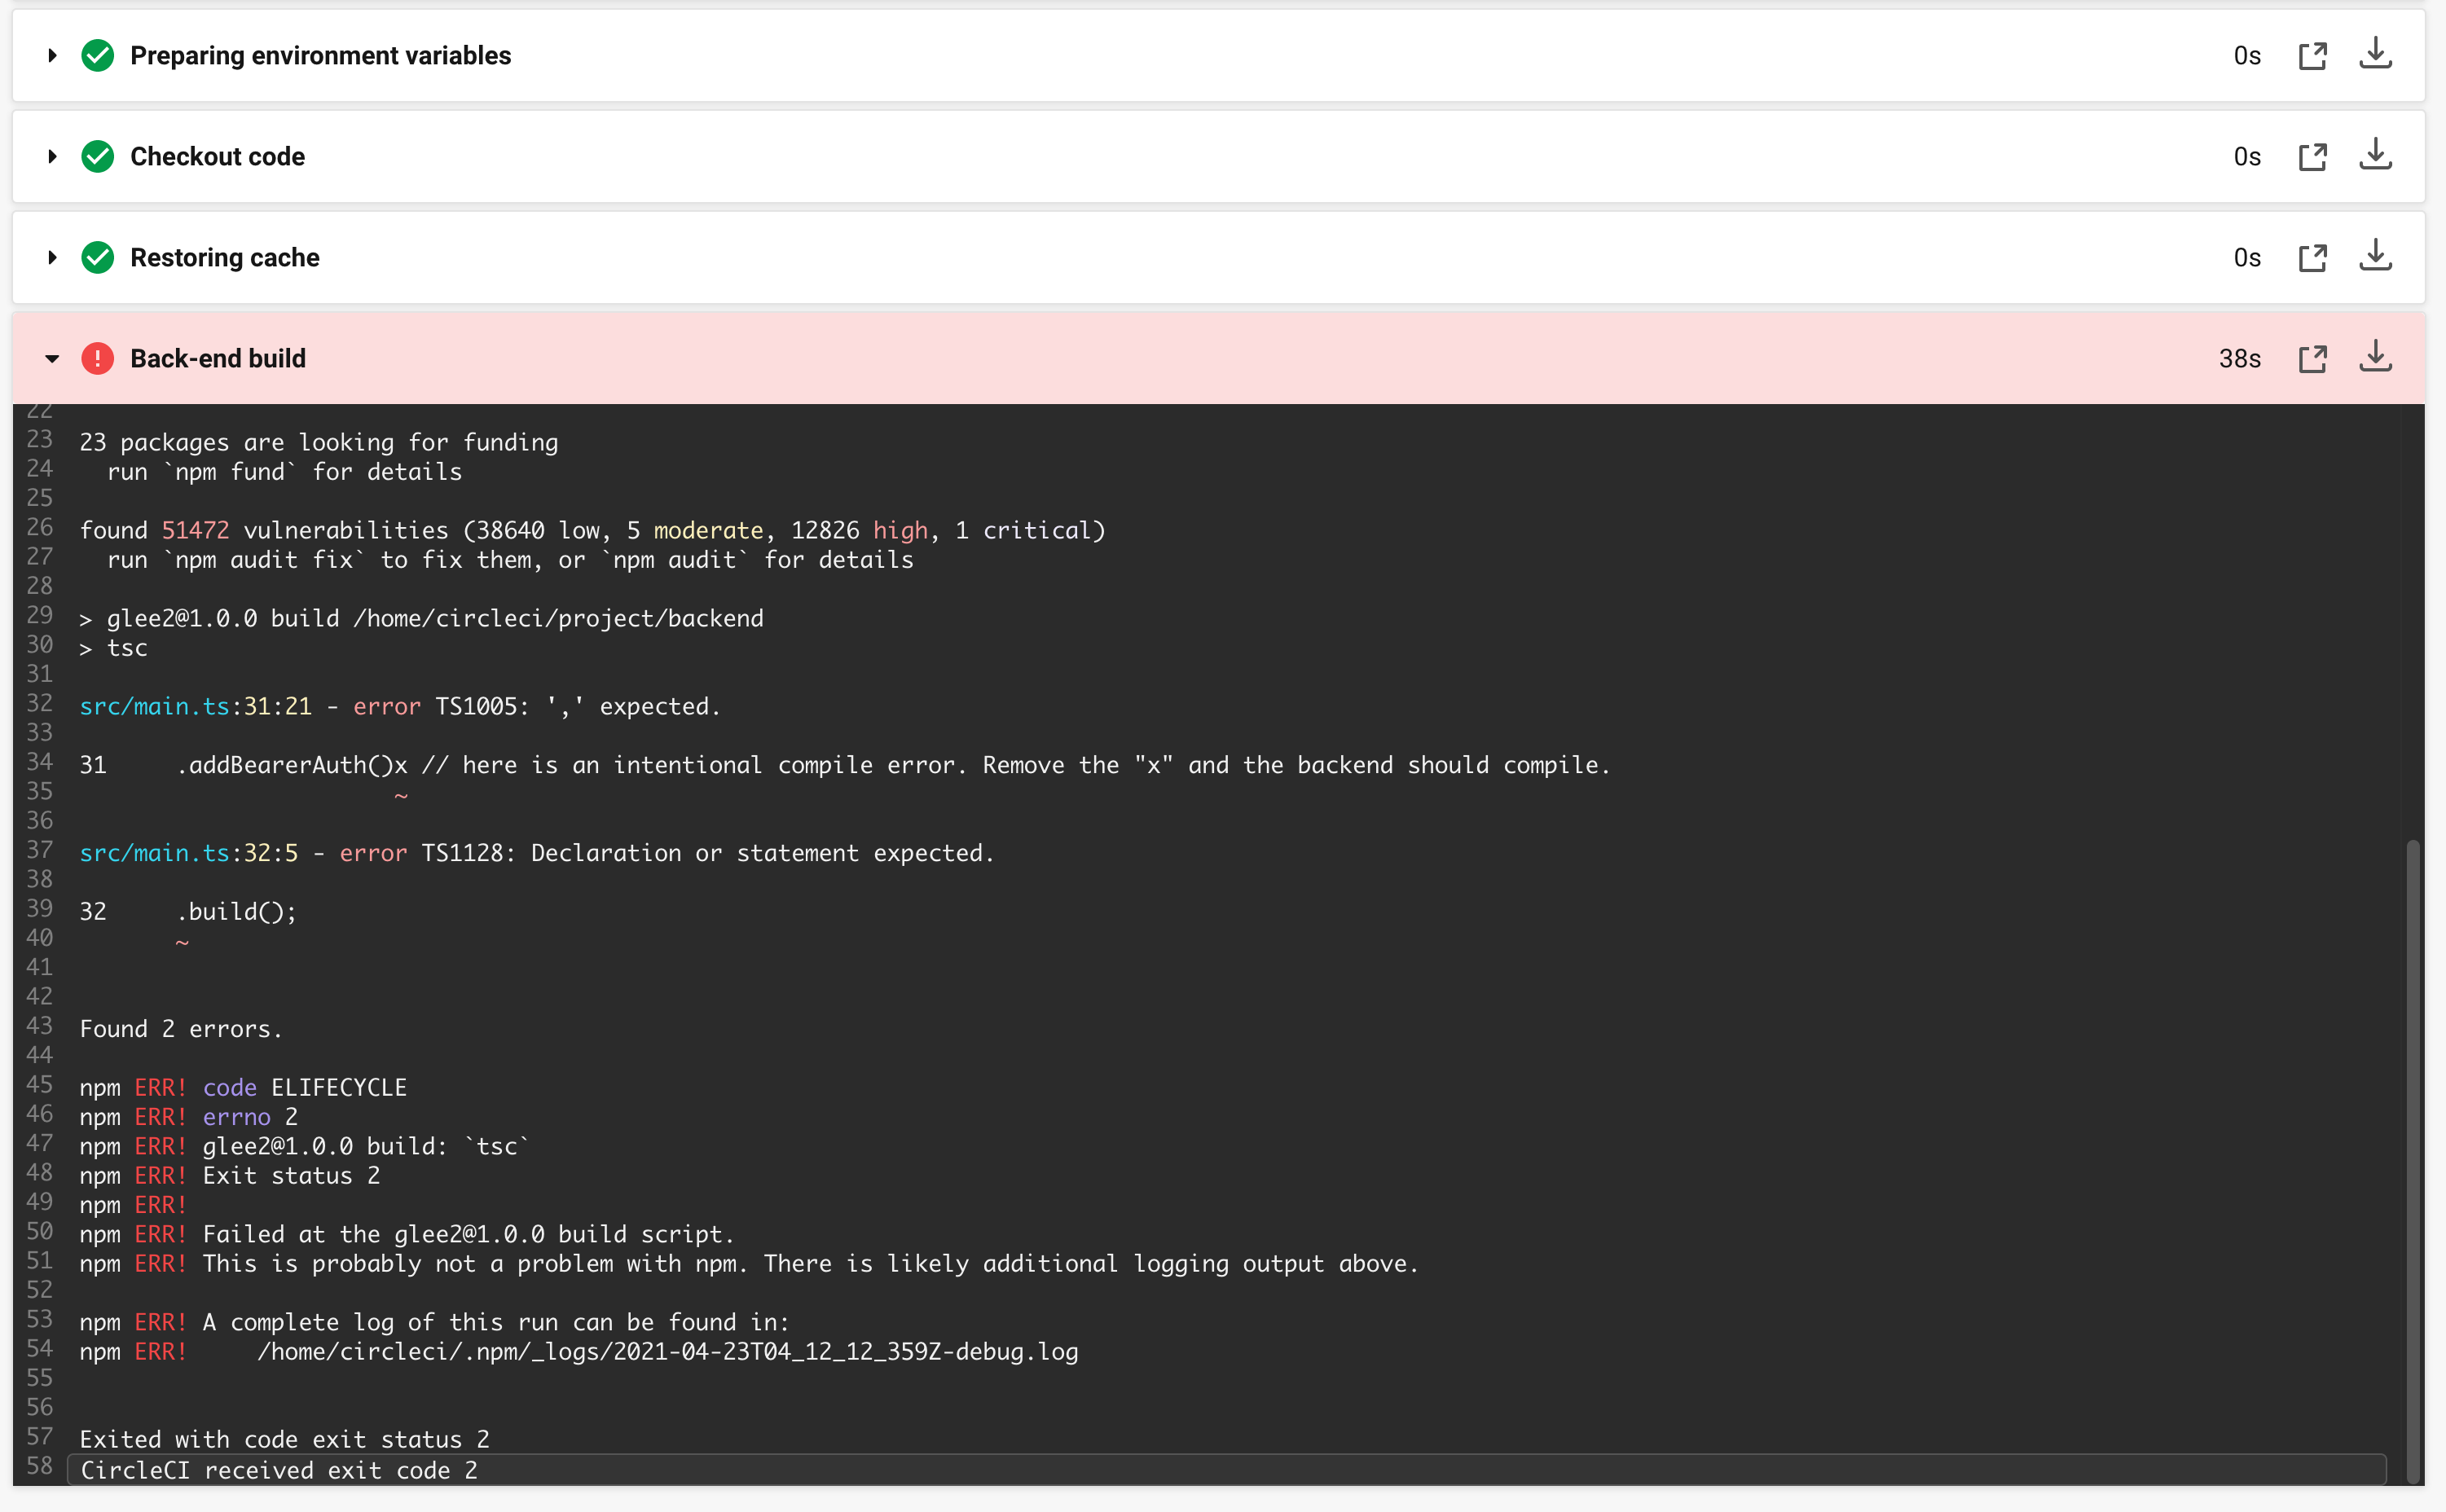 Preparing environment variables 0s
Checkout code 0s
Restoring cache 0s
! Back-end build 38s
22
23 23 packages are looking for funding
24   run `npm fund` for details
25
26 found 51472 vulnerabilities (38640 low, 5 moderate, 12826 high, 1 critical)
27   run `npm audit fix` to fix them, or `npm audit` for details
28
29 > glee2@1.0.0 build /home/circleci/project/backend
30 > tsc
31
32 src/main.ts:31:21 - error TS1005: ',' expected.
33
34 31     .addBearerAuth()x // here is an intentional compile error. Remove the "x" and the backend should compile.
35                        ~
36
37 src/main.ts:32:5 - error TS1128: Declaration or statement expected.
38
39 32     .build();
40        ~
41
42
43 Found 2 errors.
44
45 npm ERR! code ELIFECYCLE
46 npm ERR! errno 2
47 npm ERR! glee2@1.0.0 build: `tsc`
48 npm ERR! Exit status 2
49 npm ERR!
50 npm ERR! Failed at the glee2@1.0.0 build script.
51 npm ERR! This is probably not a problem with npm. There is likely additional logging output above.
52
53 npm ERR! A complete log of this run can be found in:
54 npm ERR!     /home/circleci/.npm/_logs/2021-04-23T04_12_12_359Z-debug.log
55
56
57 Exited with code exit status 2
58 CircleCI received exit code 2